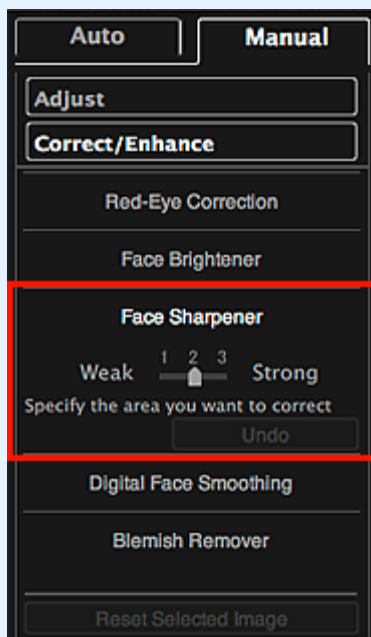 Auto Manual
Adjust
Correct/Enhance
Red-Eye Correction
Face Brightener
Face Sharpener
1 2 3
Weak Strong
Specify the area you want to correct
Undo
Digital Face Smoothing
Blemish Remover
Reset Selected Image